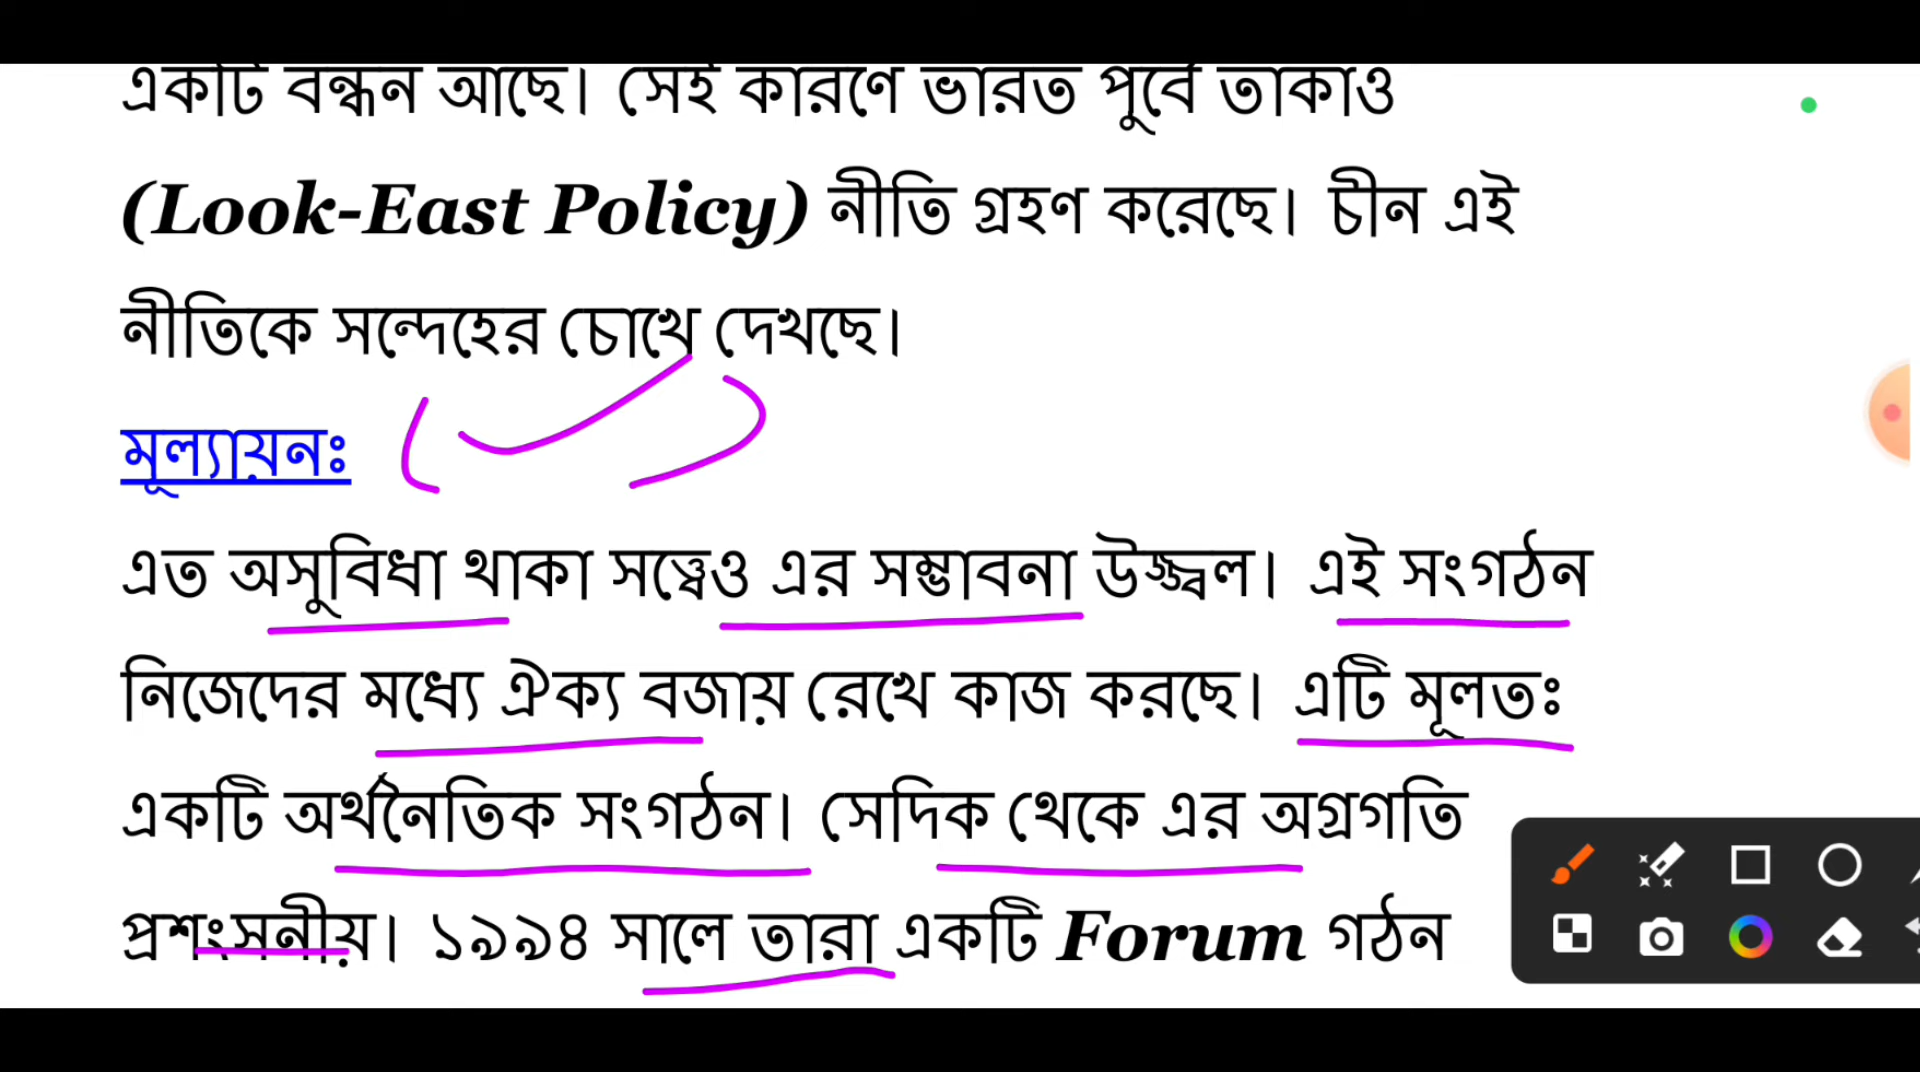 একটি বন্ধন আছে। সেই কারণে ভারত পূর্বে তাকাও
(Look-East Policy) নীতি গ্রহণ করেছে। চীন এই
নীতিকে সন্দেহের চোখে দেখছে।
মূল্যায়নঃ
এত অসুবিধা থাকা সত্ত্বেও এর সম্ভাবনা উজ্জ্বল। এই সংগঠন
নিজেদের মধ্যে ঐক্য বজায় রেখে কাজ করছে। এটি মূলতঃ
একটি অর্থনৈতিক সংগঠন। সেদিক থেকে এর অগ্রগতি
প্রশংসনীয়। ১৯৯৪ সালে তারা একটি Forum গঠন